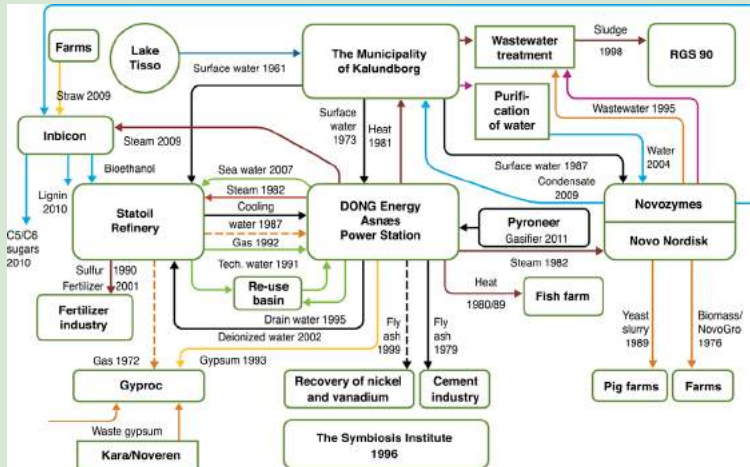 Farms
Lake
Tisso
The Municipality
of Kalundborg
Wastewater
treatment
Sludge
1998
RGS 90
Surface water 1961
Straw 2009
Purifi-
cation
of water
Wastewater 1995
Inbicon
Steam 2009
Surface
water
1973
Heat
1981
Water
2004
Bioethanol
Sea water 2007
Surface water 1987
Condensate
2009
Lignin
2010
Statoil
Refinery
Steam 1982
Cooling
water 1987
DONG Energy
Asnæs
Power Station
Pyroneer
Gasifier 2011
Novozymes
Novo Nordisk
C5/C6
sugars
2010
Gas 1992
Steam 1982
Sulfur 1990
Fertilizer 2001
Tech. water 1991
Re-use
basin
Heat
1980/89
Fish farm
Fertilizer
industry
Drain water 1995
Deionized water 2002
Fly
ash
1999
Fly
ash
1979
Yeast
slurry
1989
Biomass/
NovoGro
1976
Gas 1972
Gypsum 1993
Gyproc
Recovery of nickel
and vanadium
Cement
industry
Pig farms
Farms
Waste gypsum
Kara/Noveren
The Symbiosis Institute
1996